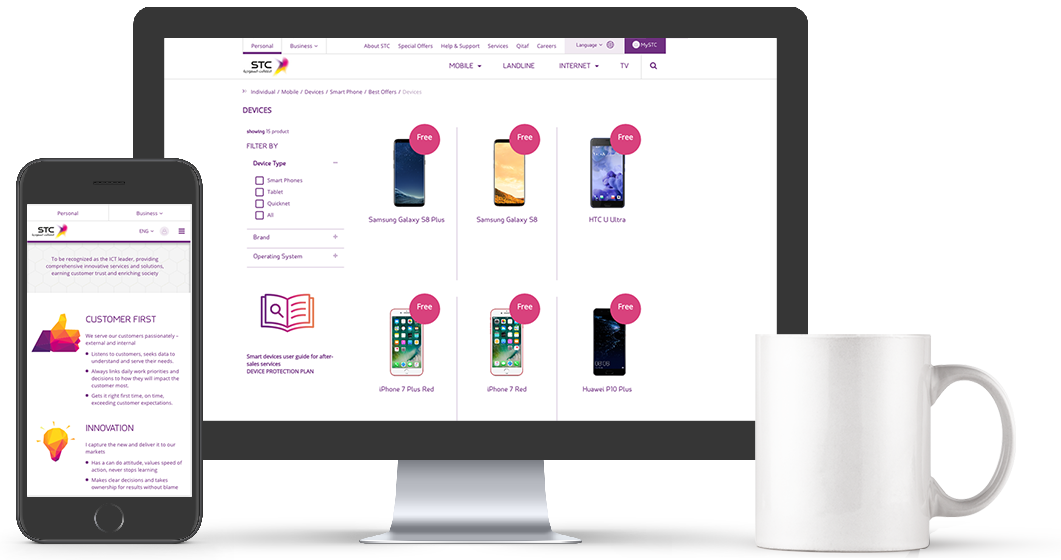 Personal
Business
About STC
Special Offers
Help & Support
Services
Qitaf
Careers
Language
MySTC
STC
MOBILE
LANDLINE
INTERNET
TV
Individual / Mobile / Devices / Smart Phone / Best Offers / Devices
DEVICES
showing 15 product
FILTER BY
Device Type
Smart Phones
Tablet
Quicknet
All
Brand
Operating System
Smart devices user guide for after-
sales services
DEVICE PROTECTION PLAN
Free
Samsung Galaxy S8 Plus
Free
Samsung Galaxy S8
Free
HTC U Ultra
Free
iPhone 7 Plus Red
Free
iPhone 7 Red
Free
Huawei P10 Plus
Personal
Business
STC
ENG
To be recognized as the ICT leader, providing
comprehensive innovative services and solutions,
earning customer trust and enriching society
CUSTOMER FIRST
We serve our customers passionately –
external and internal
Listens to customers, seeks data to
understand and serve their needs.
Always links daily work priorities and
decisions to how they will impact the
customer most.
Gets it right first time, on time,
exceeding customer expectations.
INNOVATION
I capture the new and deliver it to our
markets
Has a can do attitude, values speed of
action, never stops learning
Makes clear decisions and takes
ownership for results without blame